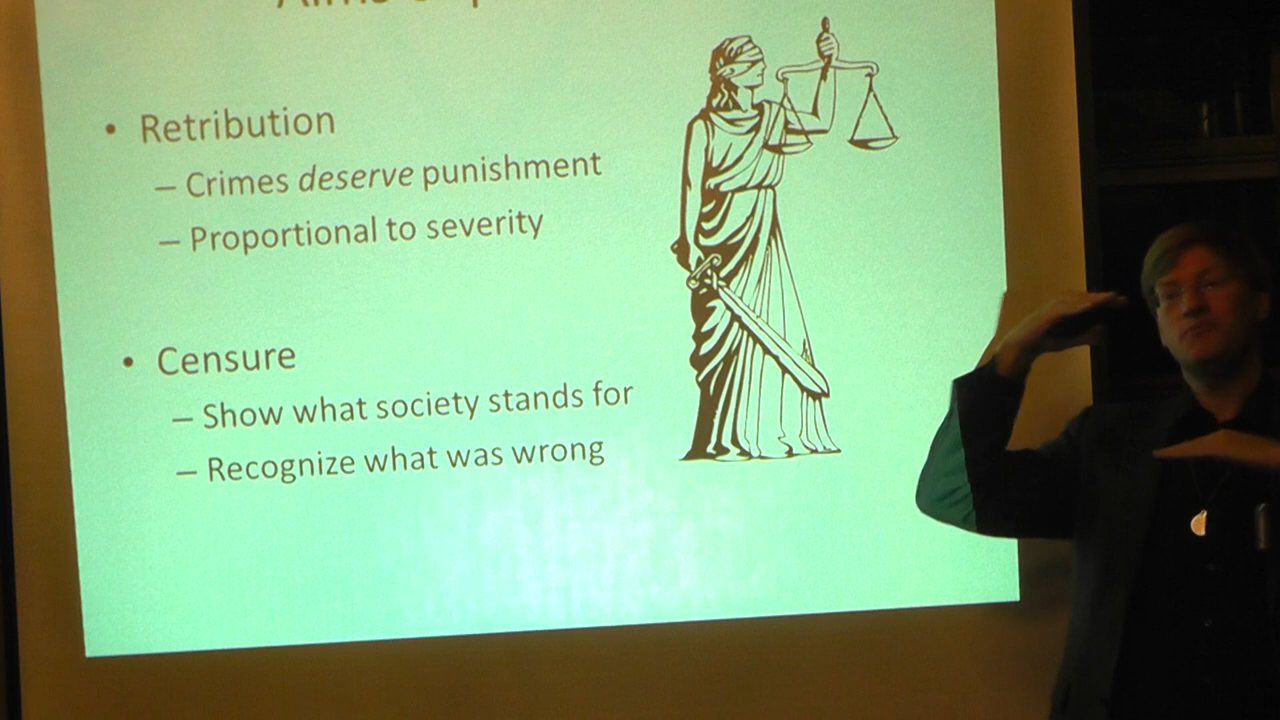 • Retribution
– Crimes deserve punishment
– Proportional to severity
• Censure
– Show what society stands for
– Recognize what was wrong